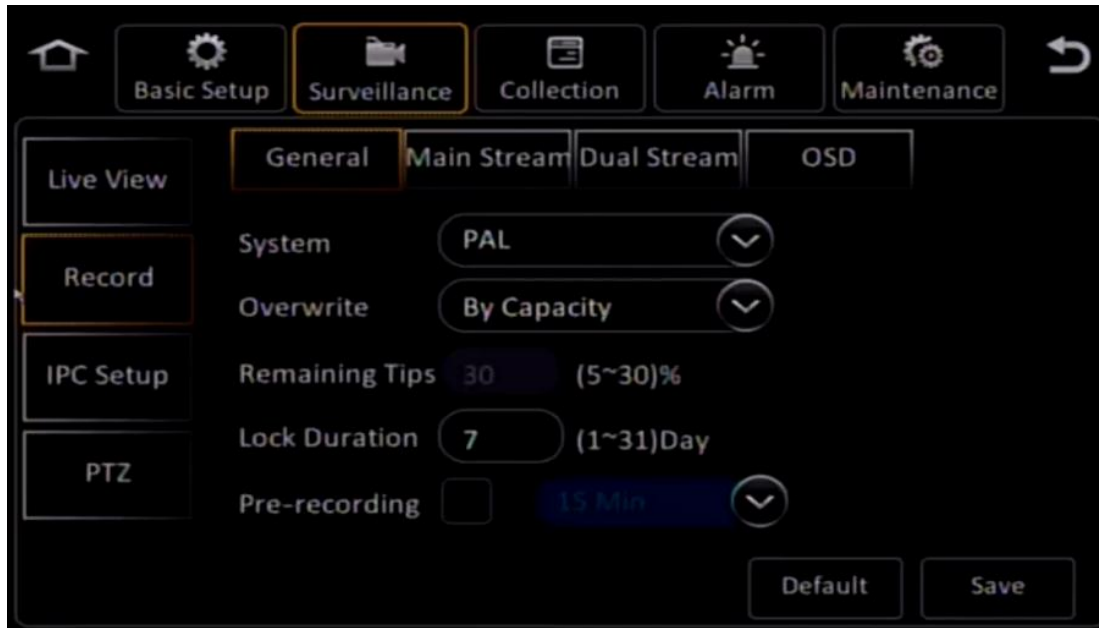 Basic Setup
Surveillance
Collection
Alarm
Maintenance
Live View
Record
IPC Setup
PTZ
General
Main Stream
Dual Stream
OSD
System
PAL
Overwrite
By Capacity
Remaining Tips 30 (5~30)%
Lock Duration 7 (1~31)Day
Pre-recording 15 Min
Default
Save